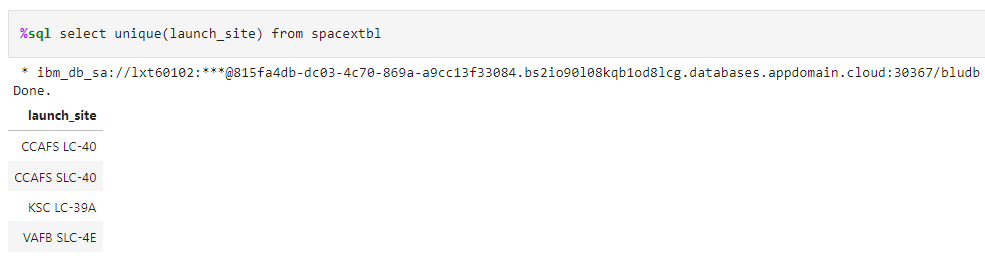 %sql select unique(launch_site) from spacextbl
* ibm_db_sa://lxt60102:***@815fa4db-dc03-4c70-869a-a9cc13f33084.bs2io90l08kqb1od8lcg.databases.appdomain.cloud:30367/bludb
Done.
launch_site
CCAFS LC-40
CCAFS SLC-40
KSC LC-39A
VAFB SLC-4E